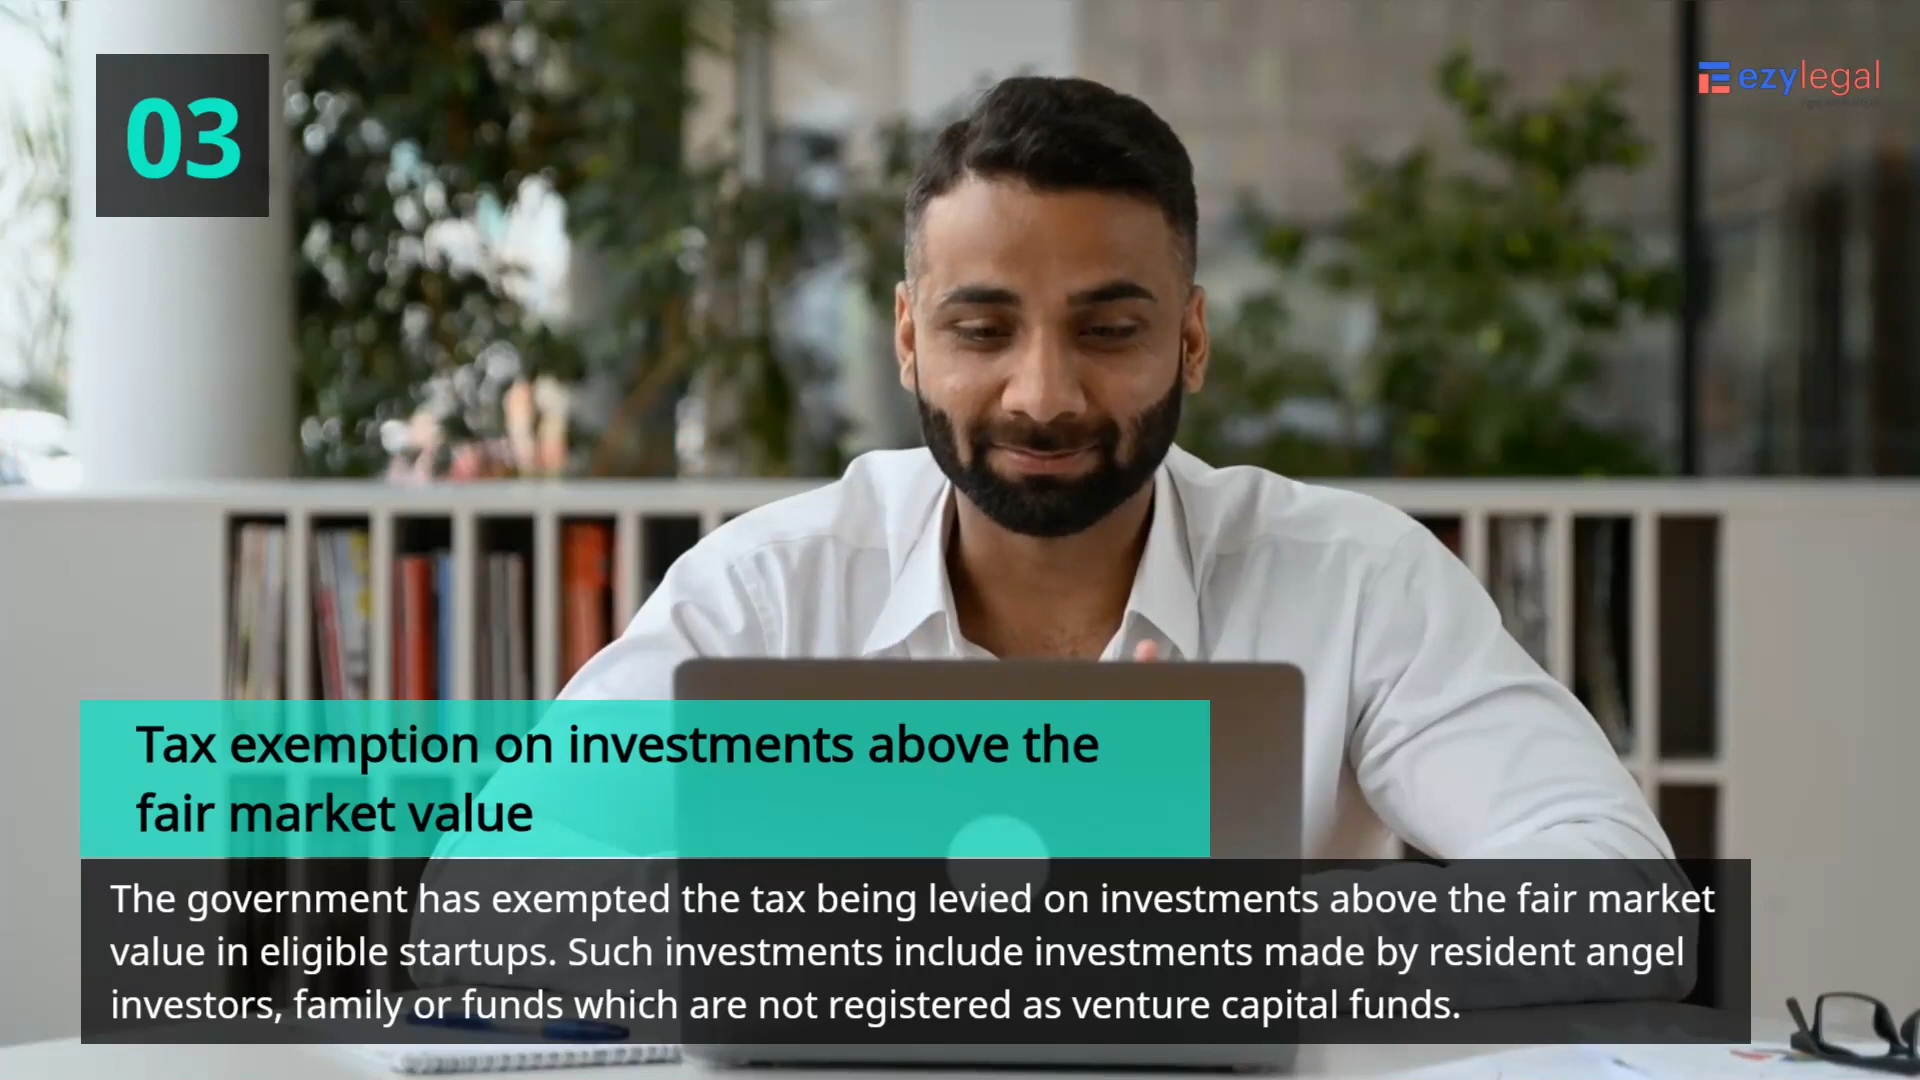 03
ezylegal
Tax exemption on investments above the
fair market value
The government has exempted the tax being levied on investments above the fair market
value in eligible startups. Such investments include investments made by resident angel
investors, family or funds which are not registered as venture capital funds.